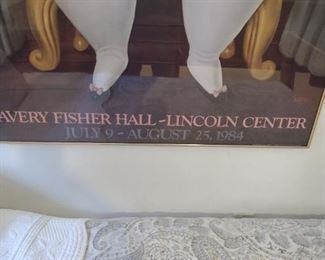 AVERY FISHER HALL-LINCOLN CENTER
JULY 9 - AUGUST 25, 1984